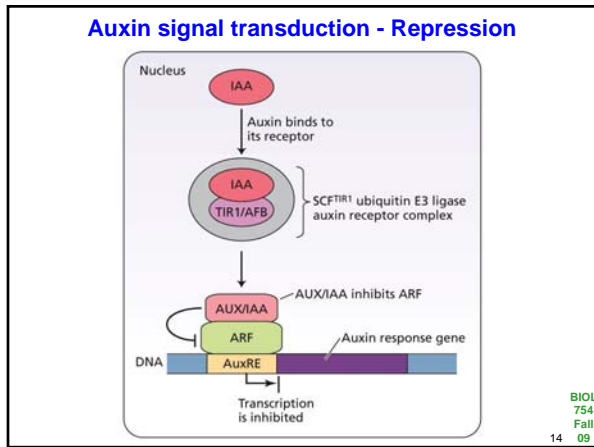 Auxin signal transduction - Repression
Nucleus
IAA
Auxin binds to
its receptor
IAA
TIR1/AFB
SCFTIR1 ubiquitin E3 ligase
auxin receptor complex
AUX/IAA inhibits ARF
AUX/IAA
ARF
Auxin response gene
DNA
AuxRE
Transcription
is inhibited
BIOL
754
Fall
14 09